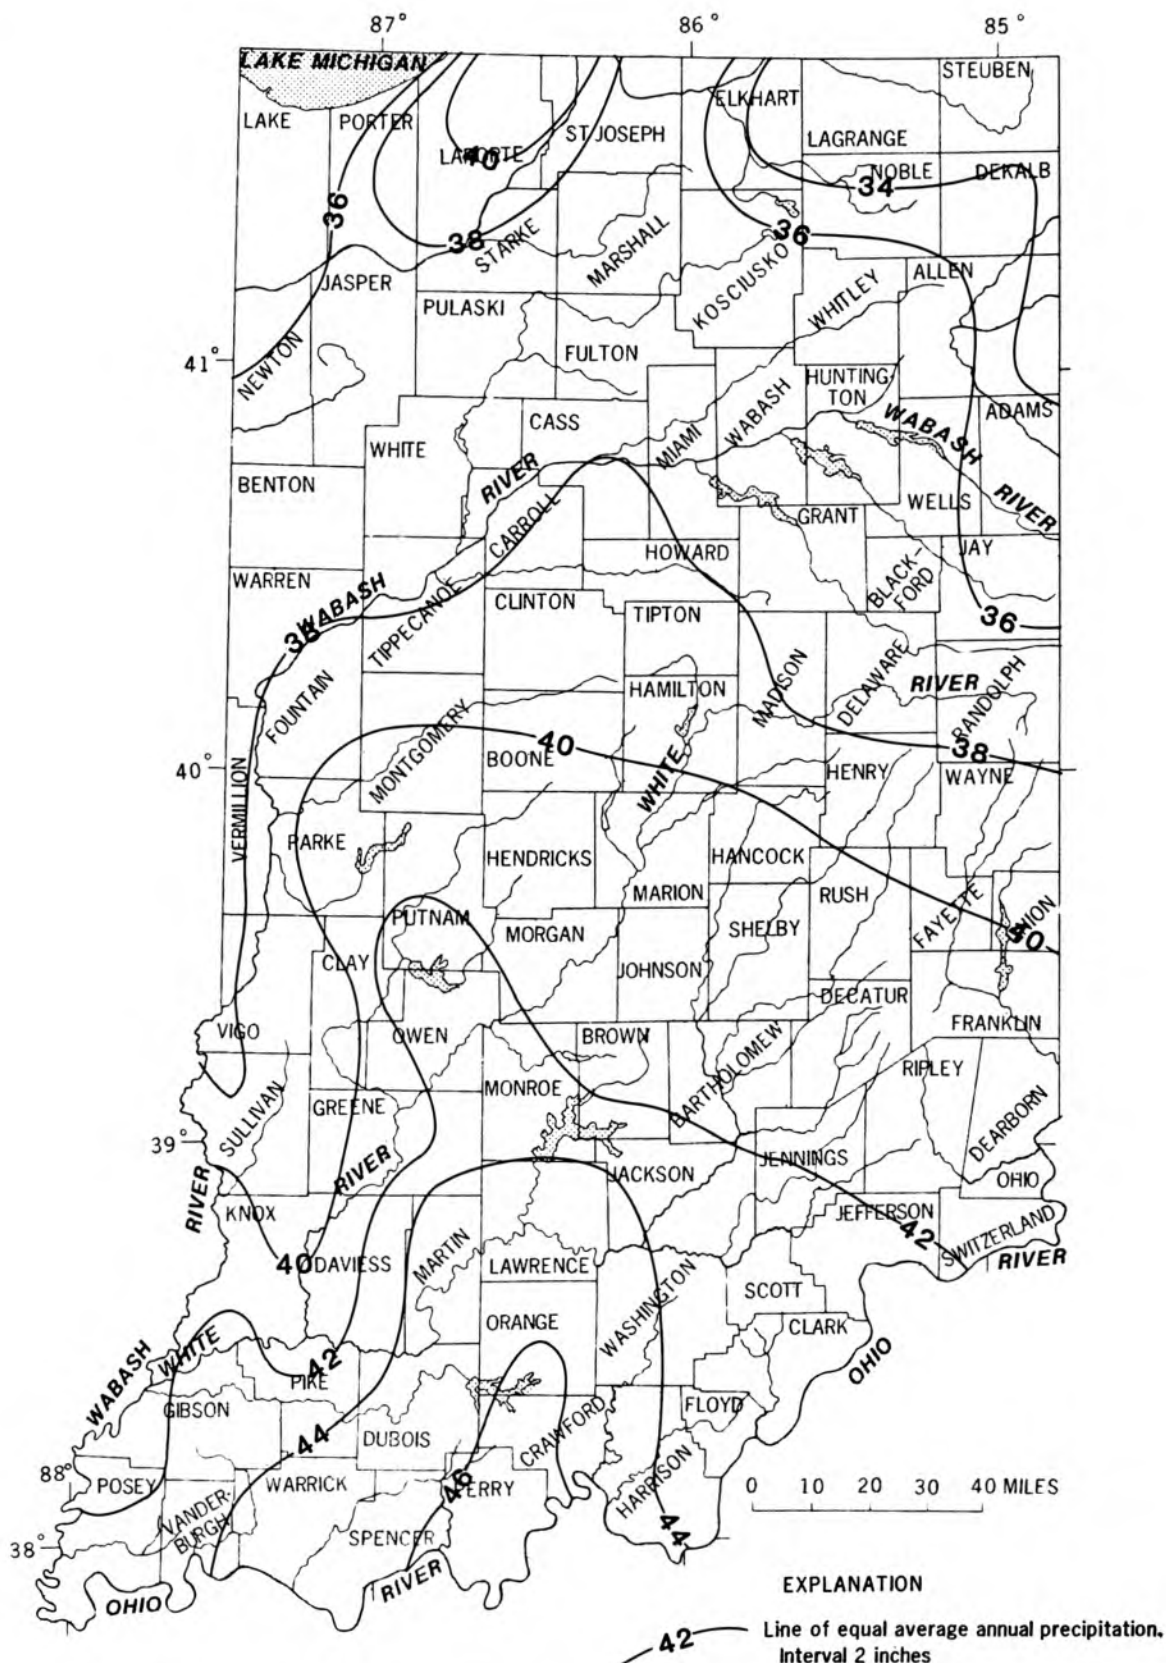 87° 86° 85°
LAKE MICHIGAN
STEUBEN
LAKE PORTER ELKHART
ST JOSEPH LAGRANGE
LAPORTE 40
NOBLE DEKALB
34
36
38 STARKE MARSHALL 36
KOSCIUSKO
JASPER WHITLEY ALLEN
PULASKI
41° NEWTON FULTON
HUNTING-
TON
WABASH
WABASH ADAMS
CASS
WHITE MIAMI
BENTON RIVER
WELLS RIVER
CARROLL GRANT
HOWARD JAY
WARREN BLACK-
FORD
WABASH
CLINTON
38 TIPPECANOE TIPTON 36
FOUNTAIN HAMILTON MADISON DELAWARE RIVER RANDOLPH
MONTGOMERY
40 38
40° BOONE WHITE HENRY WAYNE
VERMILLION
PARKE
HENDRICKS HANCOCK
MARION RUSH
PUTNAM FAYETTE UNION
MORGAN SHELBY 40
CLAY JOHNSON
DECATUR
VIGO OWEN BROWN FRANKLIN
BARTHOLOMEW RIPLEY
MONROE
SULLIVAN GREENE DEARBORN
39°
RIVER JACKSON JENNINGS
RIVER OHIO
KNOX JEFFERSON
42 SWITZERLAND
40 DAVIESS MARTIN LAWRENCE RIVER
SCOTT
WASHINGTON
ORANGE CLARK
WABASH WHITE 42 OHIO
PIKE
GIBSON FLOYD
44 DUBOIS CRAWFORD
88°
POSEY WARRICK 46 PERRY HARRISON
0 10 20 30 40 MILES
VANDER-
BURGH
44
38° SPENCER
RIVER
OHIO
EXPLANATION
42 Line of equal average annual precipitation.
Interval 2 inches